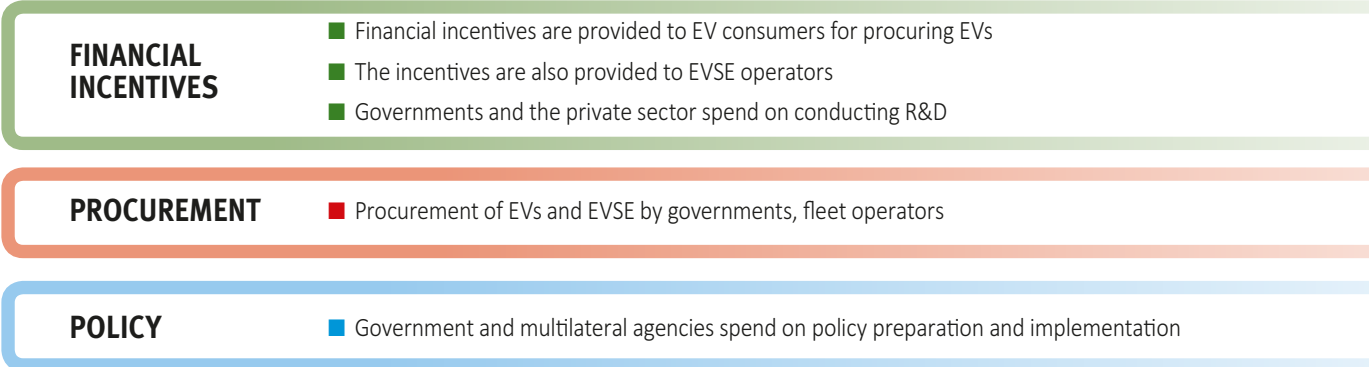 FINANCIAL
INCENTIVES
Financial incentives are provided to EV consumers for procuring EVs
The incentives are also provided to EVSE operators
Governments and the private sector spend on conducting R&D
PROCUREMENT
Procurement of EVs and EVSE by governments, fleet operators
POLICY
Government and multilateral agencies spend on policy preparation and implementation